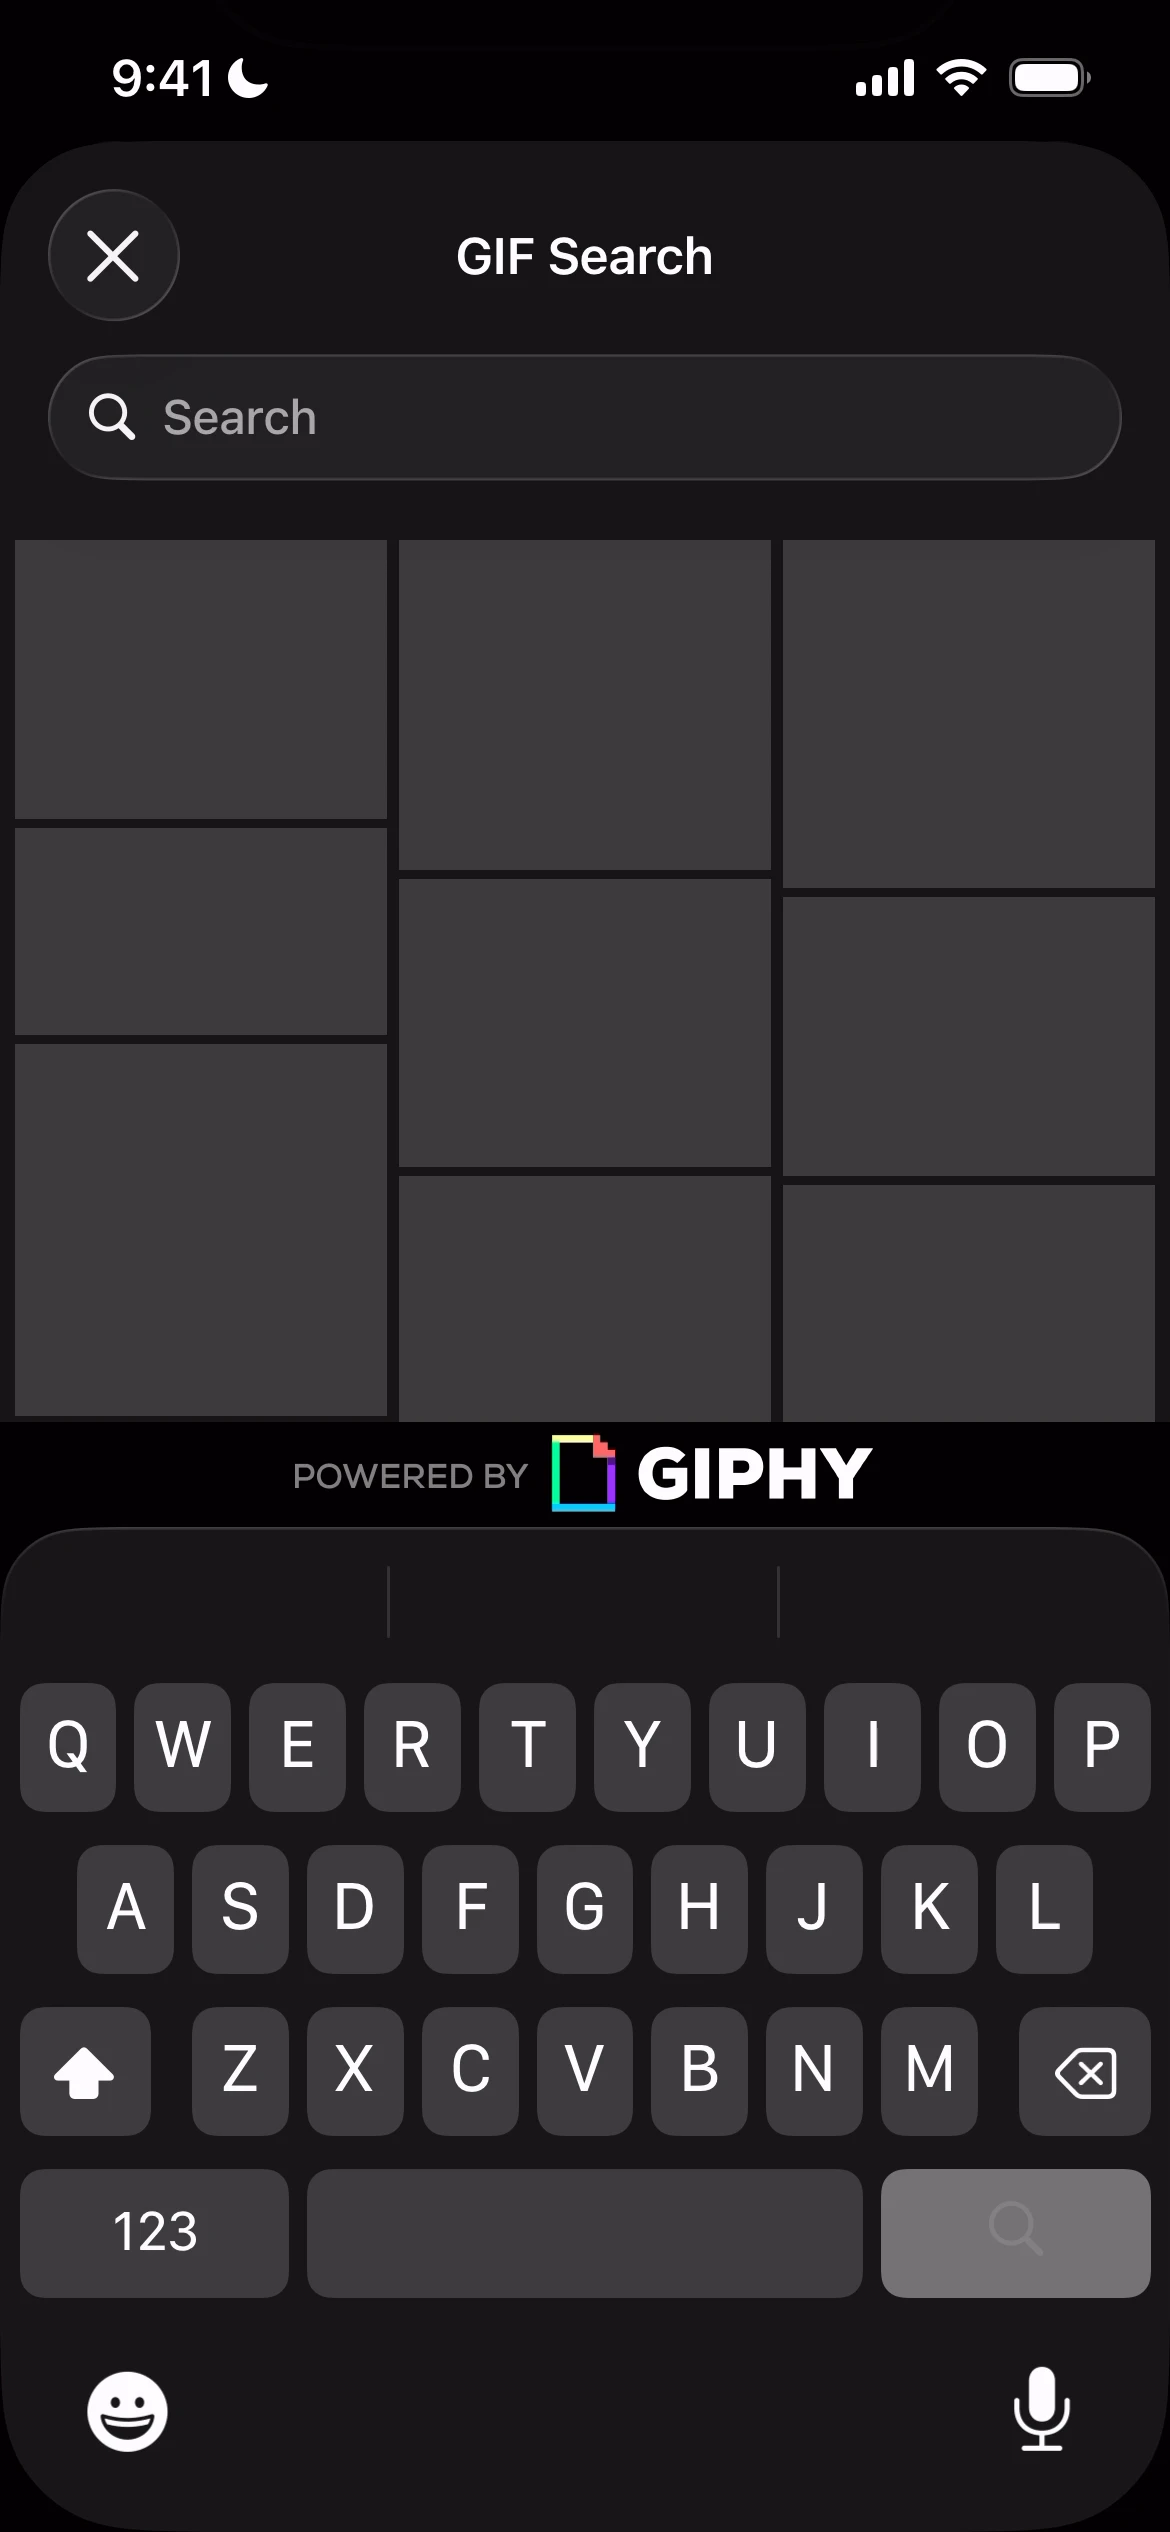 9:41
GIF Search
Search
POWERED BY GIPHY
Q W E R T Y U I O P
A S D F G H J K L
Z X C V B N M
123